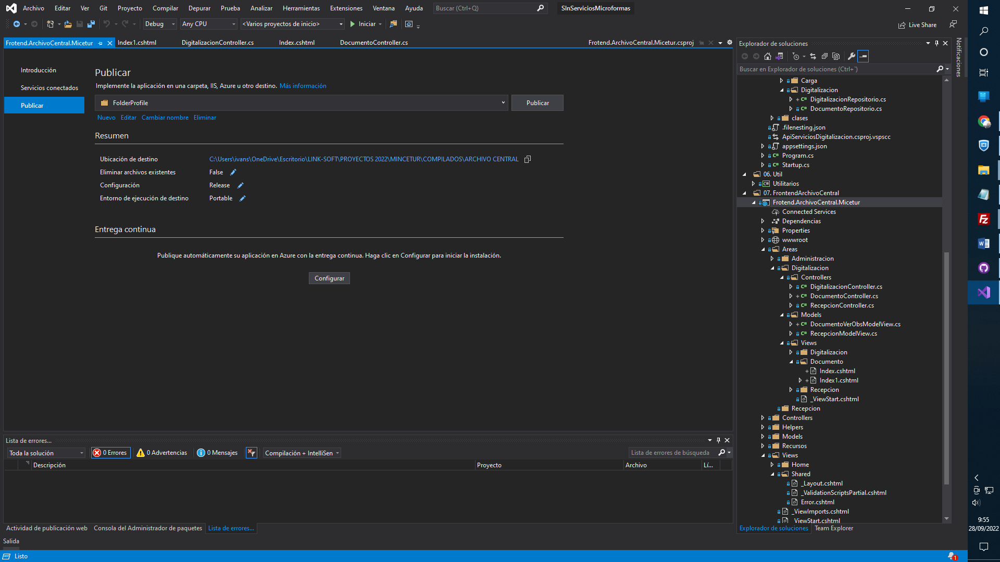 Archivo Editar Ver Git Proyecto Compilar Depurar Prueba Analizar Herramientas Extensiones Ventana Ayuda Buscar (Ctrl+Q) SlnServiciosMicroformas
Debug Any CPU <Varios proyectos de inicio> Iniciar Live Share
Frotend.ArchivoCentral.Micetur Index1.cshtml DigitalizacionController.cs Index.cshtml DocumentoController.cs Frotend.ArchivoCentral.Micetur.csproj
Introducción
Servicios conectados
Publicar
Publicar
Implemente la aplicación en una carpeta, IIS, Azure u otro destino. Más información
FolderProfile Publicar
Nuevo Editar Cambiar nombre Eliminar
Resumen
Ubicación de destino C:\Users\ivans\OneDrive\Escritorio\LINK-SOFT\PROYECTOS 2022\MINCETUR\COMPILADOS\ARCHIVO CENTRAL
Eliminar archivos existentes False
Configuración Release
Entorno de ejecución de destino Portable
Entrega continua
Publique automáticamente su aplicación en Azure con la entrega continua. Haga clic en Configurar para iniciar la instalación.
Configurar
Lista de errores...
Toda la solución 0 Errores 0 Advertencias 0 Mensajes Compilación + IntelliSen Lista de errores de búsqueda
Descripción Proyecto Archivo Lí...
Actividad de publicación web Consola del Administrador de paquetes Lista de errores...
Salida
Listo
Explorador de soluciones
Buscar en Explorador de soluciones (Ctrl+`)
Carga
Digitalizacion
DigitalizacionRepositorio.cs
DocumentoRepositorio.cs
clases
.filenesting.json
ApiServiciosDigitalizacion.csproj.vspscc
appsettings.json
Program.cs
Startup.cs
06. Util
Utilitarios
07. FrontendArchivoCentral
Frotend.ArchivoCentral.Micetur
Connected Services
Dependencias
Properties
wwwroot
Areas
Administracion
Digitalizacion
Controllers
DigitalizacionController.cs
DocumentoController.cs
RecepcionController.cs
Models
DocumentoVerObsModelView.cs
RecepcionModelView.cs
Views
Digitalizacion
Documento
Index.cshtml
Index1.cshtml
Recepcion
_ViewStart.cshtml
Recepcion
Controllers
Helpers
Models
Recursos
Views
Home
Shared
_Layout.cshtml
_ValidationScriptsPartial.cshtml
Error.cshtml
_ViewImports.cshtml
_ViewStart.cshtml
Explorador de soluciones Team Explorer
Notificaciones
9:55
28/09/2022
1